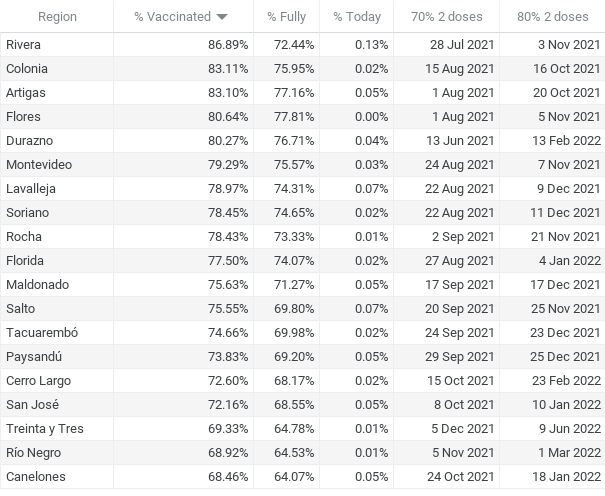 Region % Vaccinated % Fully % Today 70% 2 doses 80% 2 doses
Rivera 86.89% 72.44% 0.13% 28 Jul 2021 3 Nov 2021
Colonia 83.11% 75.95% 0.02% 15 Aug 2021 16 Oct 2021
Artigas 83.10% 77.16% 0.05% 1 Aug 2021 20 Oct 2021
Flores 80.64% 77.81% 0.00% 1 Aug 2021 5 Nov 2021
Durazno 80.27% 76.71% 0.04% 13 Jun 2021 13 Feb 2022
Montevideo 79.29% 75.57% 0.03% 24 Aug 2021 7 Nov 2021
Lavalleja 78.97% 74.31% 0.07% 22 Aug 2021 9 Dec 2021
Soriano 78.45% 74.65% 0.02% 22 Aug 2021 11 Dec 2021
Rocha 78.43% 73.33% 0.01% 2 Sep 2021 21 Nov 2021
Florida 77.50% 74.07% 0.02% 27 Aug 2021 4 Jan 2022
Maldonado 75.63% 71.27% 0.05% 17 Sep 2021 17 Dec 2021
Salto 75.55% 69.80% 0.07% 20 Sep 2021 25 Nov 2021
Tacuarembó 74.66% 69.98% 0.02% 24 Sep 2021 23 Dec 2021
Paysandú 73.83% 69.20% 0.05% 29 Sep 2021 25 Dec 2021
Cerro Largo 72.60% 68.17% 0.02% 15 Oct 2021 23 Feb 2022
San José 72.16% 68.55% 0.05% 8 Oct 2021 10 Jan 2022
Treinta y Tres 69.33% 64.78% 0.01% 5 Dec 2021 9 Jun 2022
Río Negro 68.92% 64.53% 0.01% 5 Nov 2021 1 Mar 2022
Canelones 68.46% 64.07% 0.05% 24 Oct 2021 18 Jan 2022